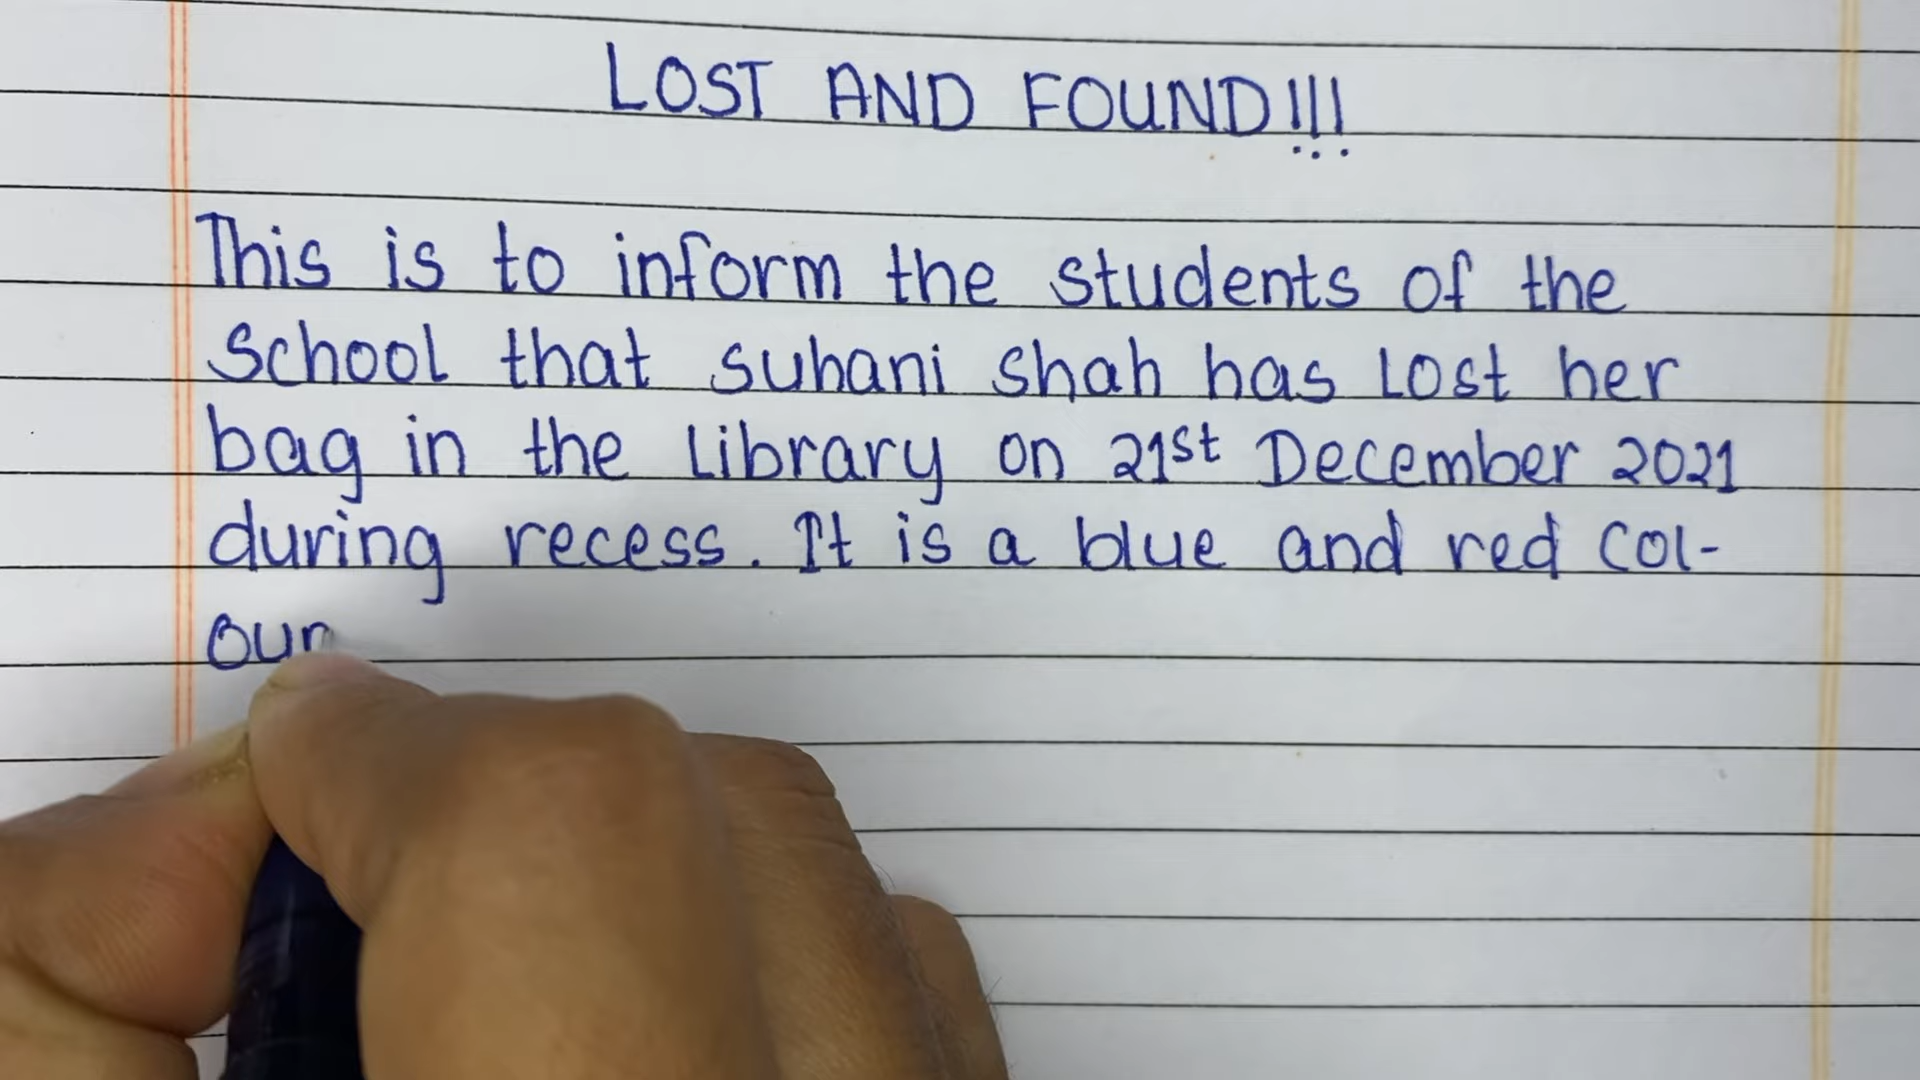 LOST AND FOUND!!!
This is to inform the students of the
school that suhani shah has lost her
bag in the library on 21st December 2021
during recess. It is a blue and red col-
our